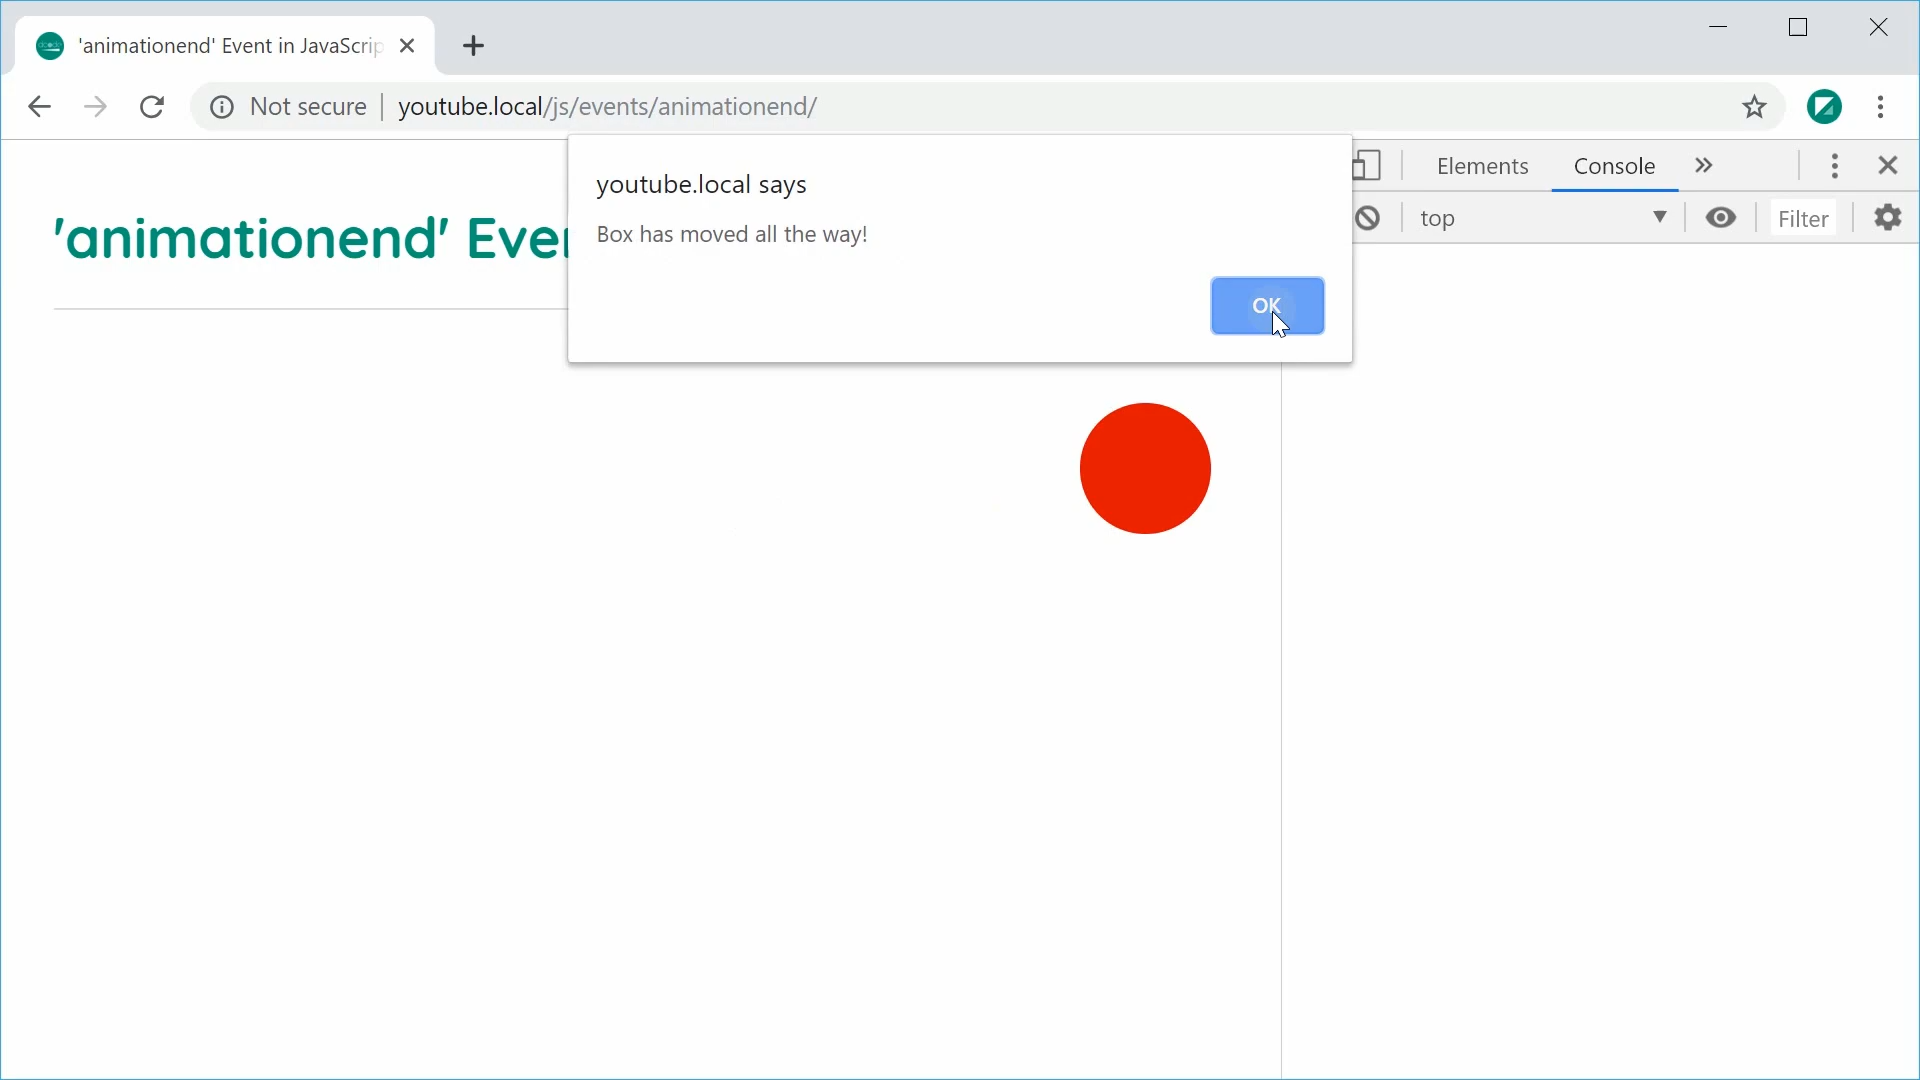 'animationend' Event in JavaScrip
Not secure
youtube.local/js/events/animationend/
youtube.local says
Box has moved all the way!
OK
'animationend' Eve
Elements
Console
top
Filter